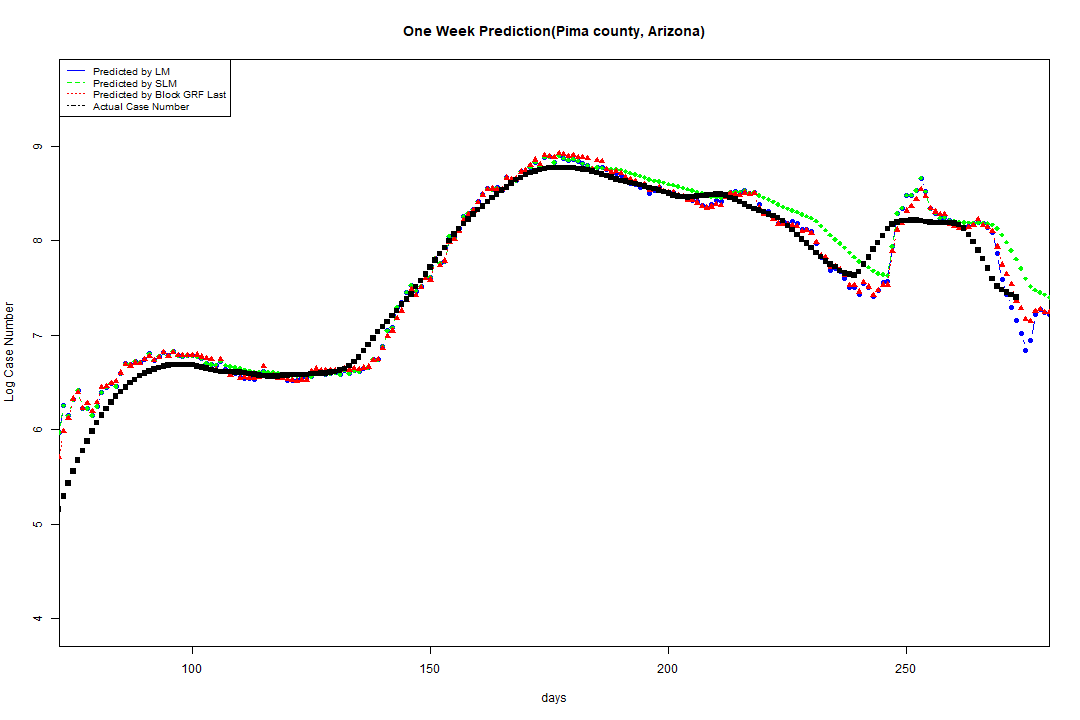 One Week Prediction(Pima county, Arizona)
Predicted by LM
Predicted by SLM
Predicted by Block GRF Last
Actual Case Number
9
8
7
6
5
4
Log Case Number
100 150 200 250
days